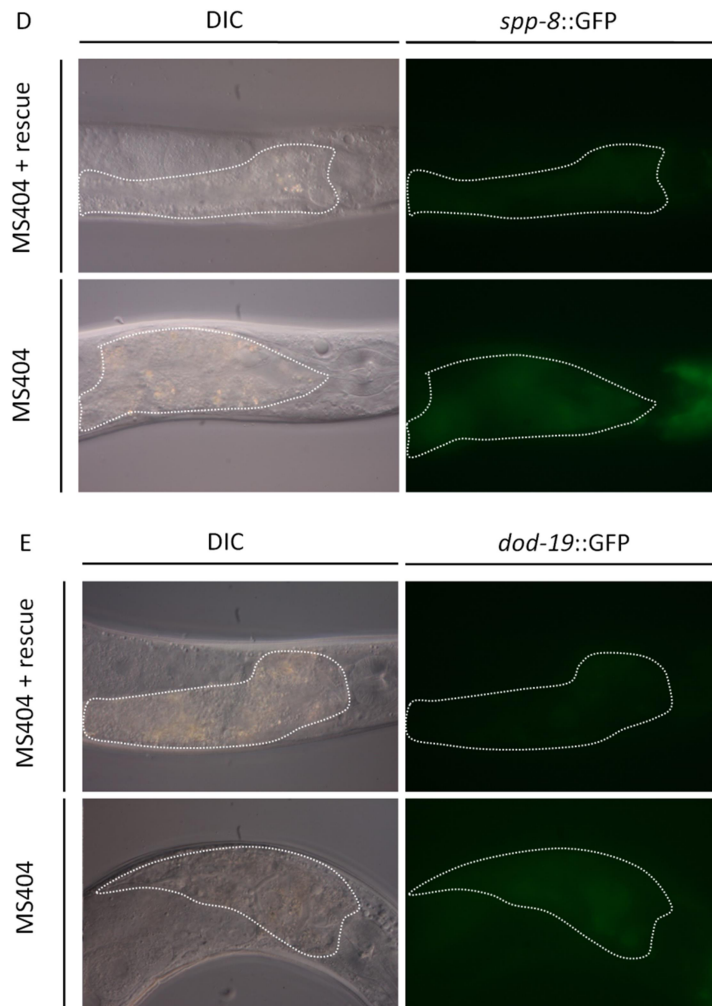 D
DIC
spp-8::GFP
MS404 + rescue
MS404
E
DIC
dod-19::GFP
MS404 + rescue
MS404